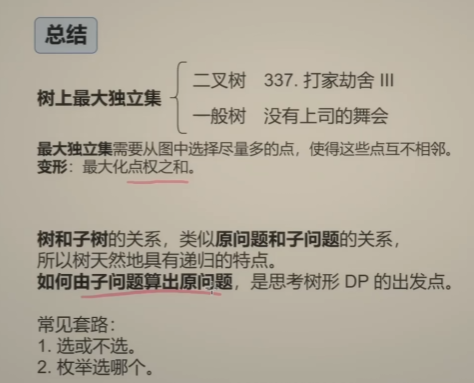 总结
树上最大独立集
二叉树 337. 打家劫舍 III
一般树 没有上司的舞会
最大独立集需要从图中选择尽量多的点，使得这些点互不相邻。
变形：最大化点权之和。
树和子树的关系，类似原问题和子问题的关系，
所以树天然地具有递归的特点。
如何由子问题算出原问题，是思考树形 DP 的出发点。
常见套路：
1. 选或不选。
2. 枚举选哪个。